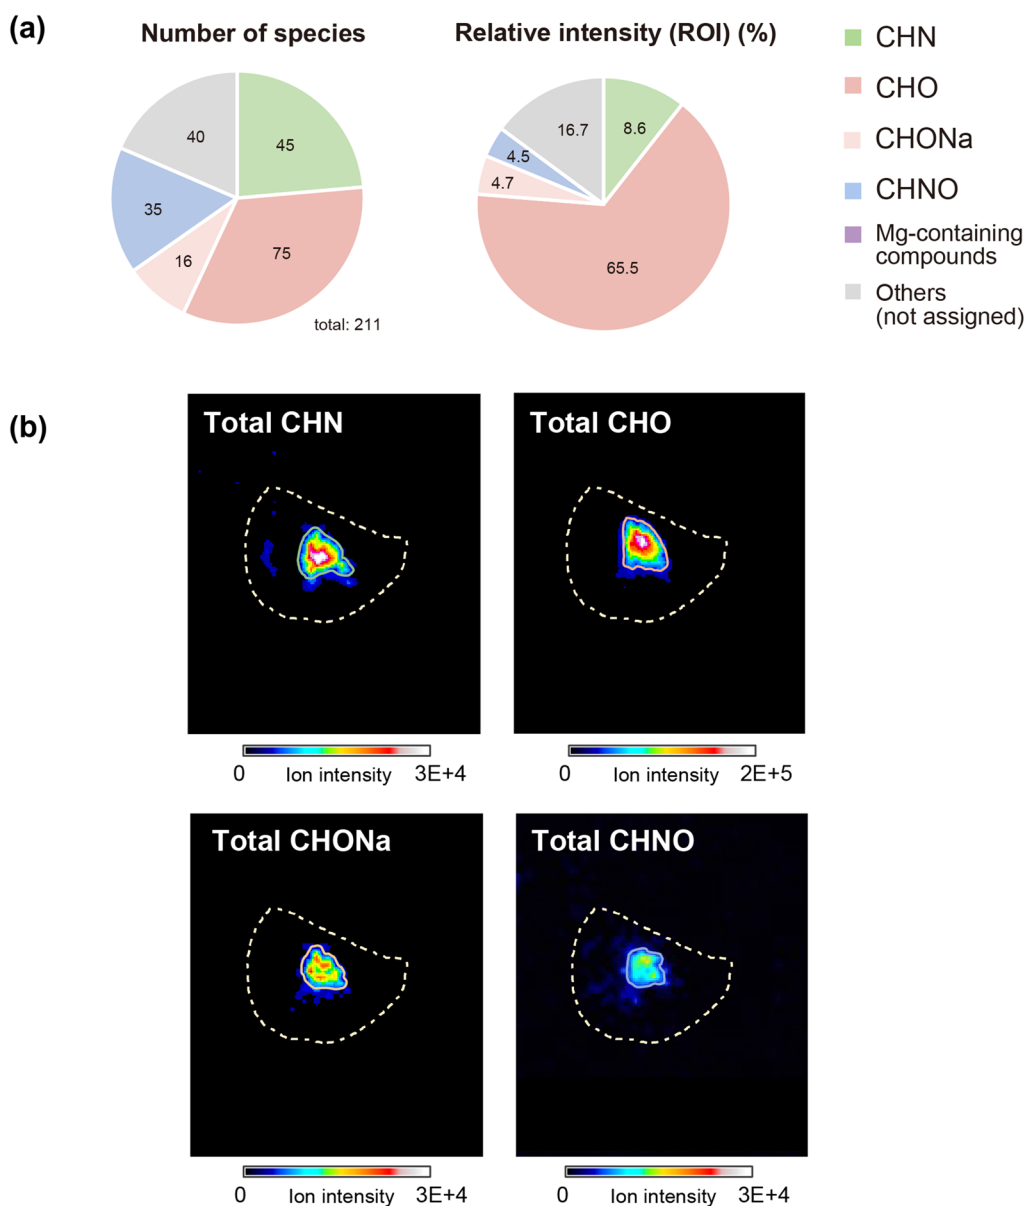 (a)
Number of species
Relative intensity (ROI) (%)
40
45
35
16
75
total: 211
16.7
8.6
4.5
4.7
65.5
CHN
CHO
CHONa
CHNO
Mg-containing
compounds
Others
(not assigned)
(b)
Total CHN
0
Ion intensity
3E+4
Total CHO
0
Ion intensity
2E+5
Total CHONa
0
Ion intensity
3E+4
Total CHNO
0
Ion intensity
3E+4